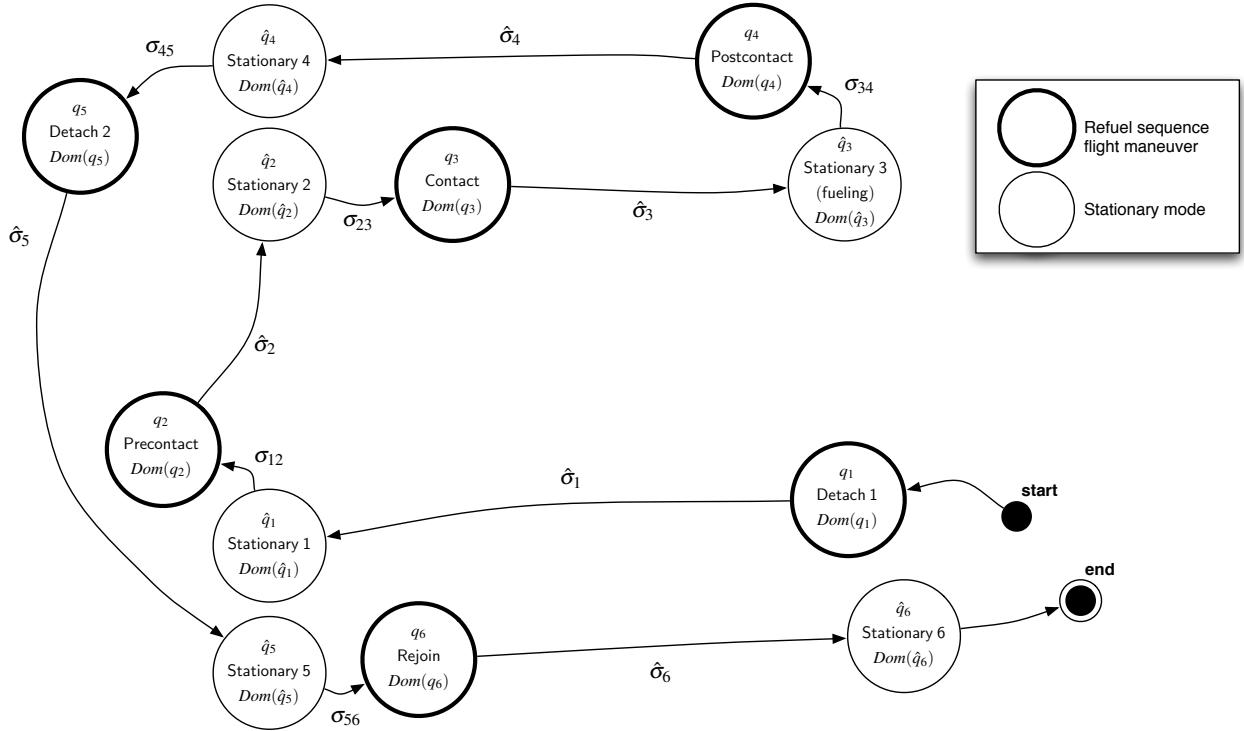 σ̂₄
q̂₄
Stationary 4
Dom(q̂₄)
σ₄₅
q₄
Postcontact
Dom(q₄)
σ₃₄
q₅
Detach 2
Dom(q₅)
q̂₂
Stationary 2
Dom(q̂₂)
σ₂₃
q₃
Contact
Dom(q₃)
σ̂₃
q̂₃
Stationary 3
(fueling)
Dom(q̂₃)
Refuel sequence
flight maneuver
Stationary mode
σ̂₅
σ̂₂
q₂
Precontact
Dom(q₂)
σ₁₂
q̂₁
Stationary 1
Dom(q̂₁)
σ̂₁
q₁
Detach 1
Dom(q₁)
start
end
q̂₅
Stationary 5
Dom(q̂₅)
σ₅₆
q₆
Rejoin
Dom(q₆)
σ̂₆
q̂₆
Stationary 6
Dom(q̂₆)